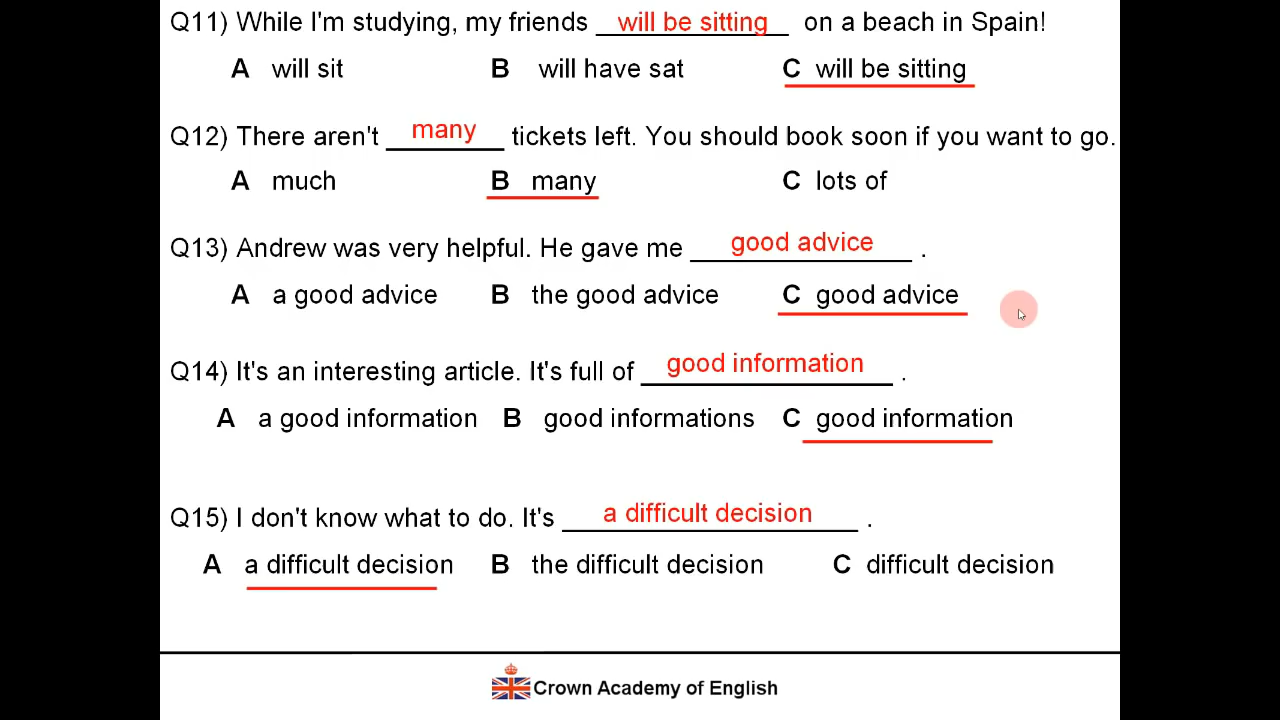 Q11) While I'm studying, my friends will be sitting on a beach in Spain!
A will sit B will have sat C will be sitting
Q12) There aren't many tickets left. You should book soon if you want to go.
A much B many C lots of
Q13) Andrew was very helpful. He gave me good advice .
A a good advice B the good advice C good advice
Q14) It's an interesting article. It's full of good information .
A a good information B good informations C good information
Q15) I don't know what to do. It's a difficult decision .
A a difficult decision B the difficult decision C difficult decision
Crown Academy of English